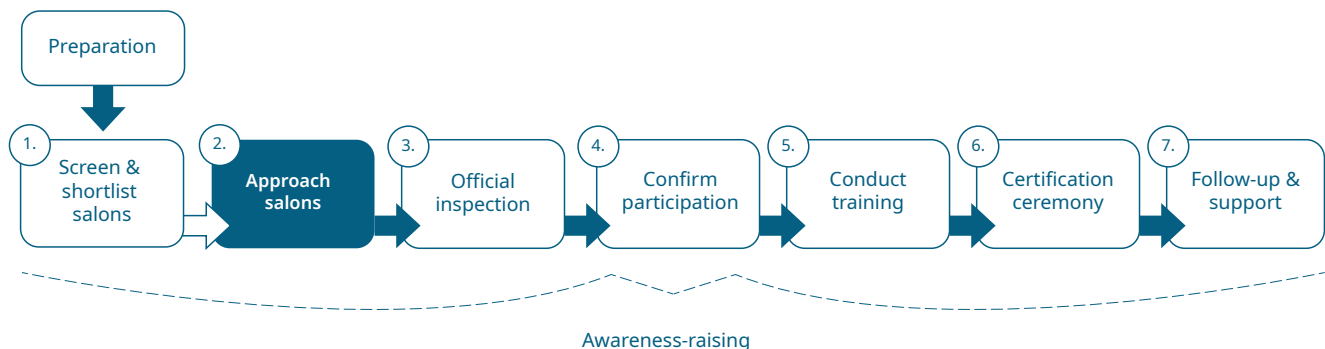 Preparation
1.
Screen &
shortlist
salons
2.
Approach
salons
3.
Official
inspection
4.
Confirm
participation
5.
Conduct
training
6.
Certification
ceremony
7.
Follow-up &
support
Awareness-raising